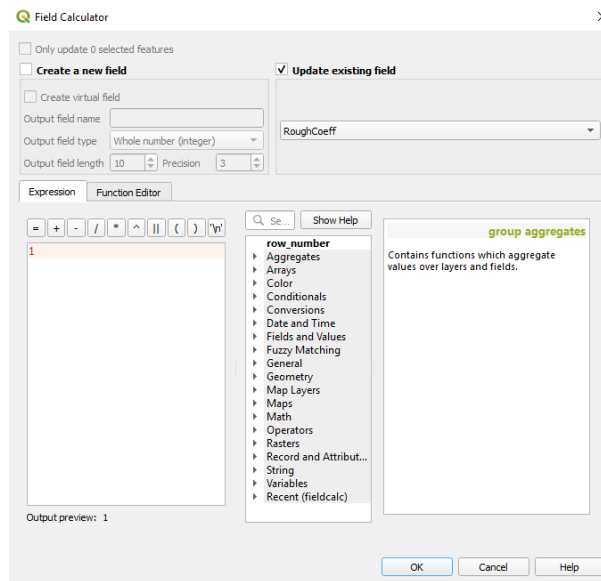 Field Calculator
Only update 0 selected features
Create a new field
Update existing field
Create virtual field
Output field name
Output field type Whole number (integer)
Output field length 10 Precision 3
RoughCoeff
Expression Function Editor
= + - / * ^ || ( ) '\n'
1
Output preview: 1
Se... Show Help
row_number
Aggregates
Arrays
Color
Conditionals
Conversions
Date and Time
Fields and Values
Fuzzy Matching
General
Geometry
Map Layers
Maps
Math
Operators
Rasters
Record and Attribut...
String
Variables
Recent (fieldcalc)
group aggregates
Contains functions which aggregate
values over layers and fields.
OK Cancel Help